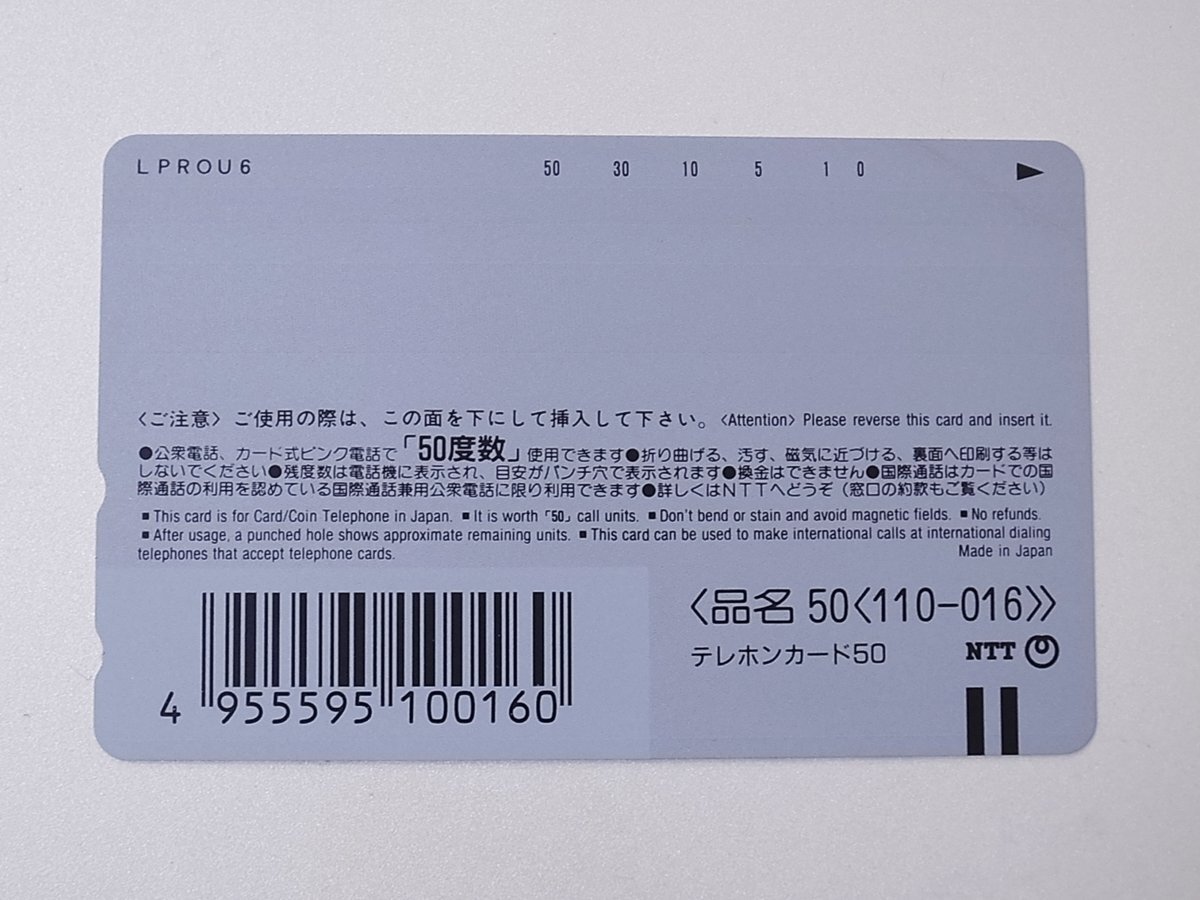 LPROU6 50 30 10 5 1 0 ▶
〈ご注意〉ご使用の際は、この面を下にして挿入して下さい。〈Attention〉Please reverse this card and insert it.
●公衆電話、カード式ピンク電話で「50度数」使用できます●折り曲げる、汚す、磁気に近づける、裏面へ印刷する等は
しないでください●残度数は電話機に表示され、目安がパンチ穴で表示されます●換金はできません●国際通話はカードでの国
際通話の利用を認めている国際通話兼用公衆電話に限り利用できます●詳しくはNTTへどうぞ（窓口の約款もご覧ください）
■This card is for Card/Coin Telephone in Japan. ■It is worth「50」call units. ■Don't bend or stain and avoid magnetic fields. ■No refunds.
■After usage, a punched hole shows approximate remaining units. ■This card can be used to make international calls at international dialing
telephones that accept telephone cards. Made in Japan
〈品名 50〈110-016〉〉
テレホンカード50 NTT
4 955595 100160